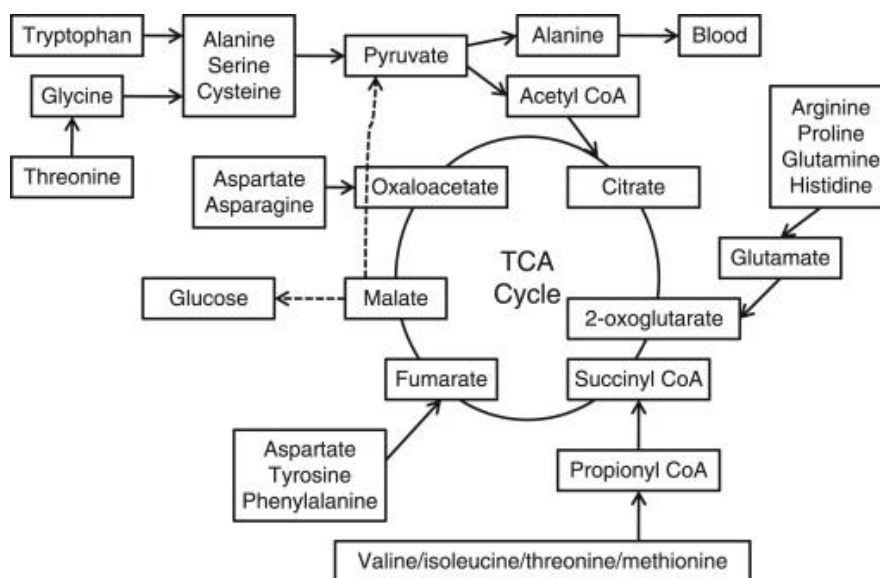 Tryptophan
Alanine
Serine
Cysteine
Pyruvate
Alanine
Blood
Glycine
Acetyl CoA
Threonine
Arginine
Proline
Glutamine
Histidine
Aspartate
Asparagine
Oxaloacetate
Citrate
Glutamate
TCA
Cycle
Glucose
Malate
2-oxoglutarate
Fumarate
Succinyl CoA
Aspartate
Tyrosine
Phenylalanine
Propionyl CoA
Valine/isoleucine/threonine/methionine